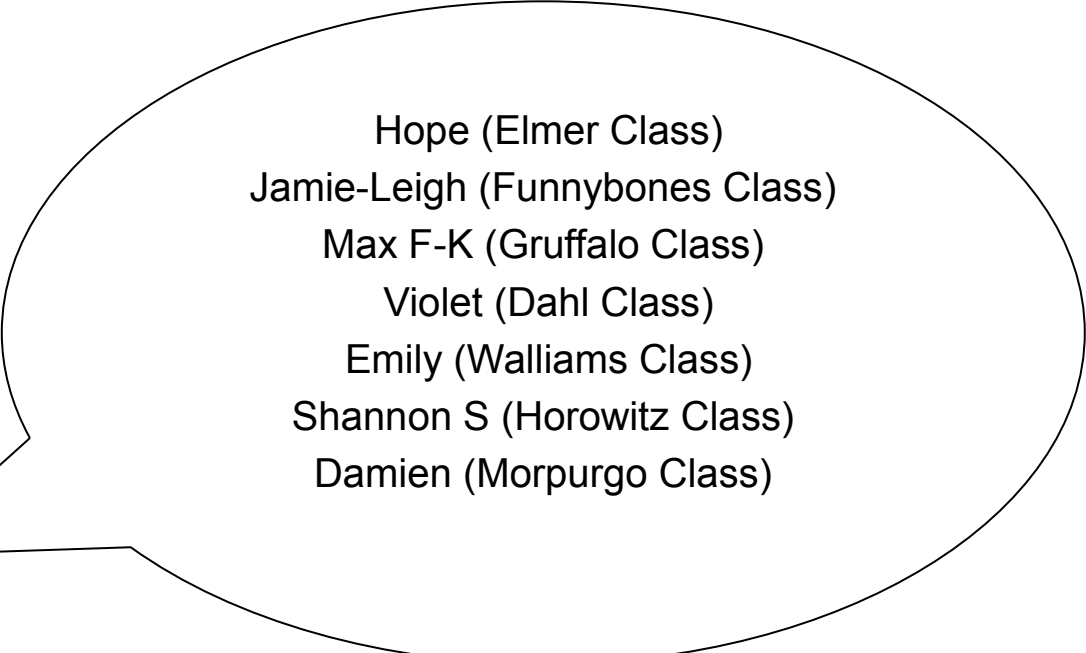 Hope (Elmer Class)
Jamie-Leigh (Funnybones Class)
Max F-K (Gruffalo Class)
Violet (Dahl Class)
Emily (Walliams Class)
Shannon S (Horowitz Class)
Damien (Morpurgo Class)